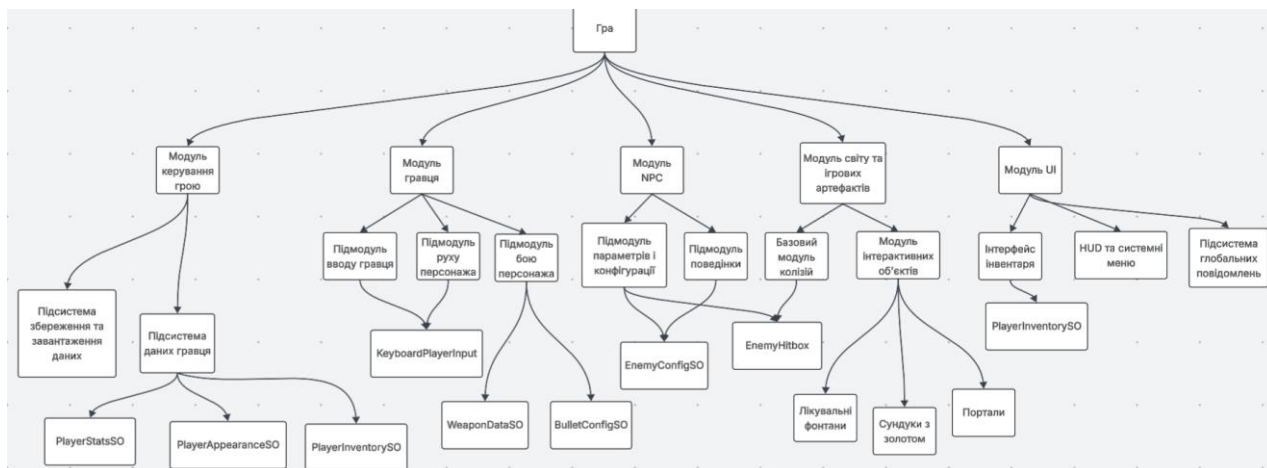 Гра
Модуль
керування
грою
Модуль
гравця
Модуль
NPC
Модуль світу та
ігрових
артефактів
Модуль UI
Підмодуль
вводу гравця
Підмодуль
руху
персонажа
Підмодуль
бою
персонажа
Підмодуль
параметрів і
конфігурації
Підмодуль
поведінки
Базовий
модуль
колізій
Модуль
інтерактивних
об'єктів
Інтерфейс
інвентаря
HUD та системні
меню
Підсистема
глобальних
повідомлень
Підсистема
збереження та
завантаження
даних
Підсистема
даних гравця
KeyboardPlayerInput
EnemyConfigSO
EnemyHitbox
PlayerInventorySO
WeaponDataSO
BulletConfigSO
Лікувальні
фонтани
Сундуки з
золотом
Портали
PlayerStatsSO
PlayerAppearanceSO
PlayerInventorySO